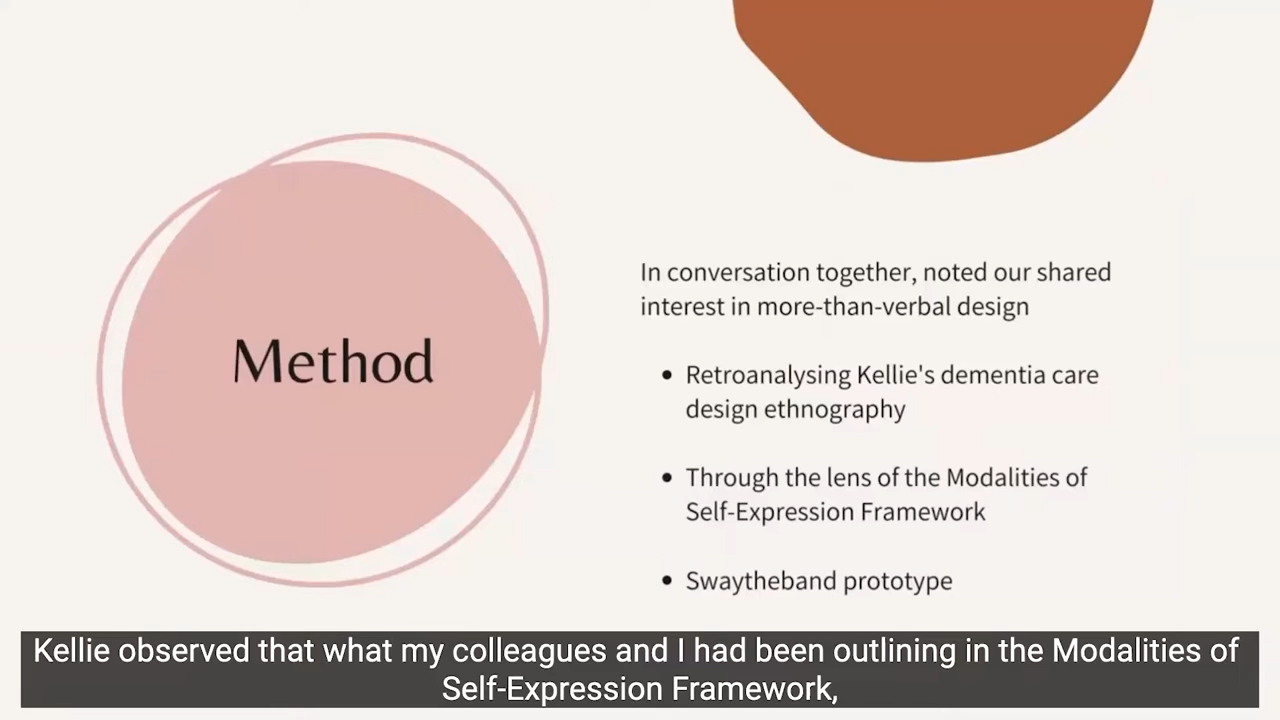 Method
In conversation together, noted our shared
interest in more-than-verbal design
• Retroanalysing Kellie's dementia care
design ethnography
• Through the lens of the Modalities of
Self-Expression Framework
• Swaytheband prototype
Kellie observed that what my colleagues and I had been outlining in the Modalities of
Self-Expression Framework,